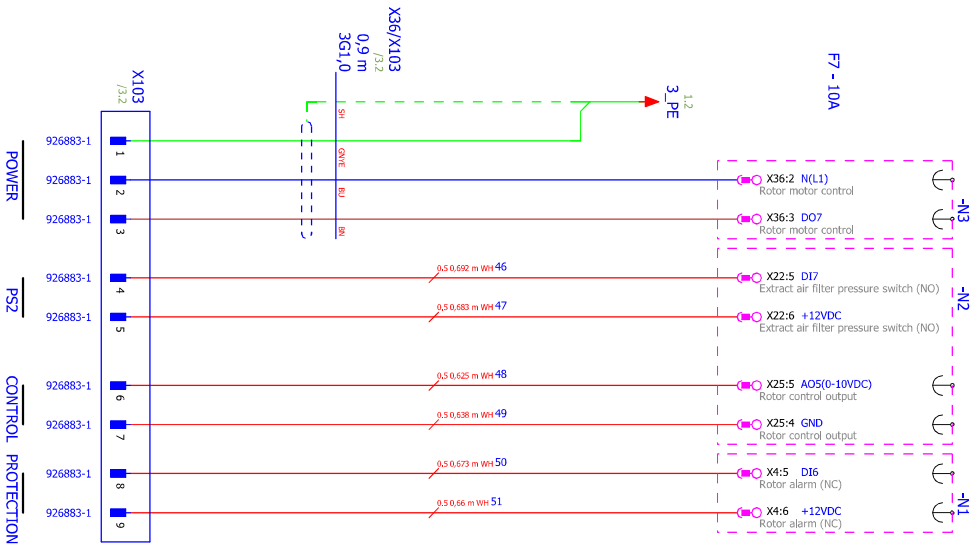 X36/X103
/3.2
0,9 m
3G1,0
F7 - 10A
1.2
3_PE
X103
/3.2
SH
GNYE
BU
BN
POWER
926883-1 1
926883-1 2
926883-1 3
X36:2 N(L1)
Rotor motor control
X36:3 DO7
Rotor motor control
-N3
PS2
926883-1 4
0.5 0,692 m WH 46
X22:5 DI7
Extract air filter pressure switch (NO)
926883-1 5
0.5 0,683 m WH 47
X22:6 +12VDC
Extract air filter pressure switch (NO)
-N2
CONTROL
926883-1 6
0.5 0,625 m WH 48
X25:5 AO5(0-10VDC)
Rotor control output
926883-1 7
0.5 0,638 m WH 49
X25:4 GND
Rotor control output
PROTECTION
926883-1 8
0.5 0,673 m WH 50
X4:5 DI6
Rotor alarm (NC)
926883-1 9
0.5 0,66 m WH 51
X4:6 +12VDC
Rotor alarm (NC)
-N1